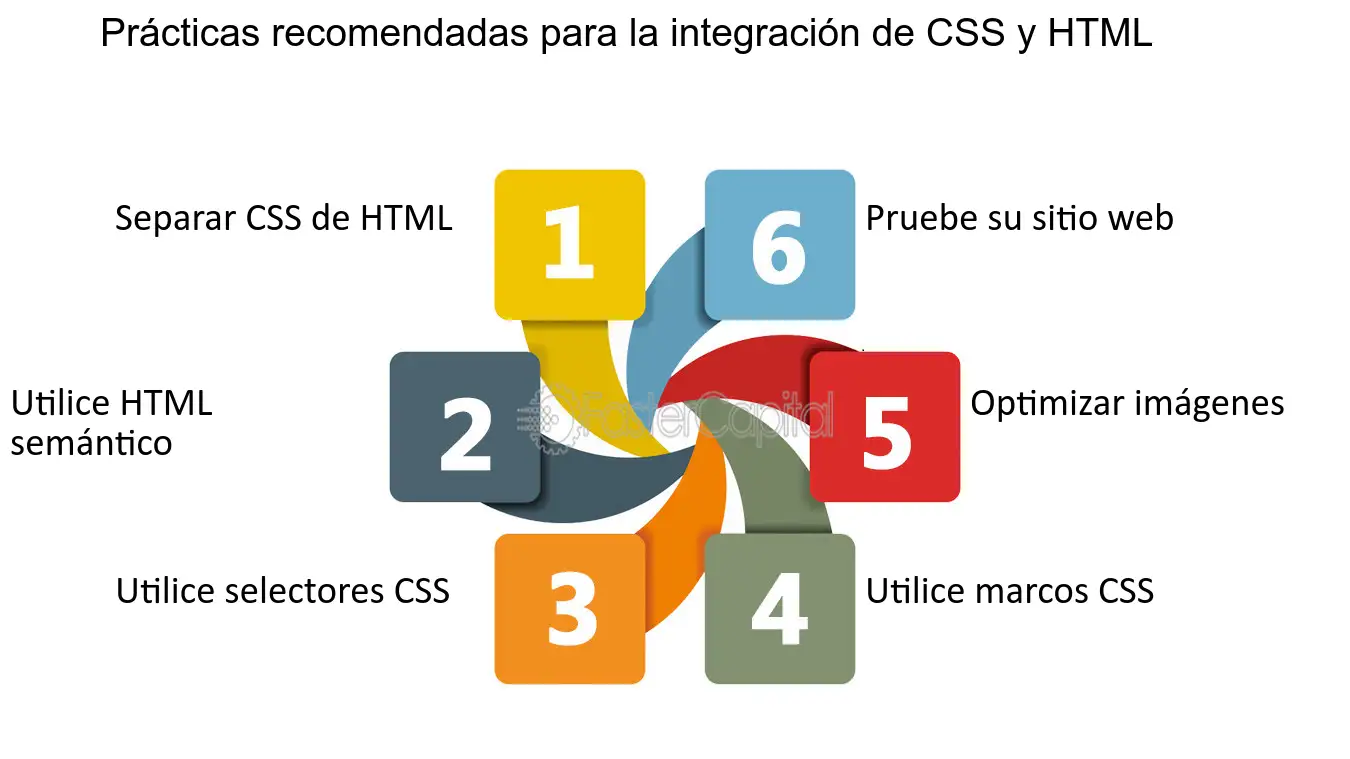 Prácticas recomendadas para la integración de CSS y HTML
Separar CSS de HTML
1
6
Pruebe su sitio web
Utilice HTML
semántico
2
FasterCapital
5
Optimizar imágenes
Utilice selectores CSS
3
4
Utilice marcos CSS